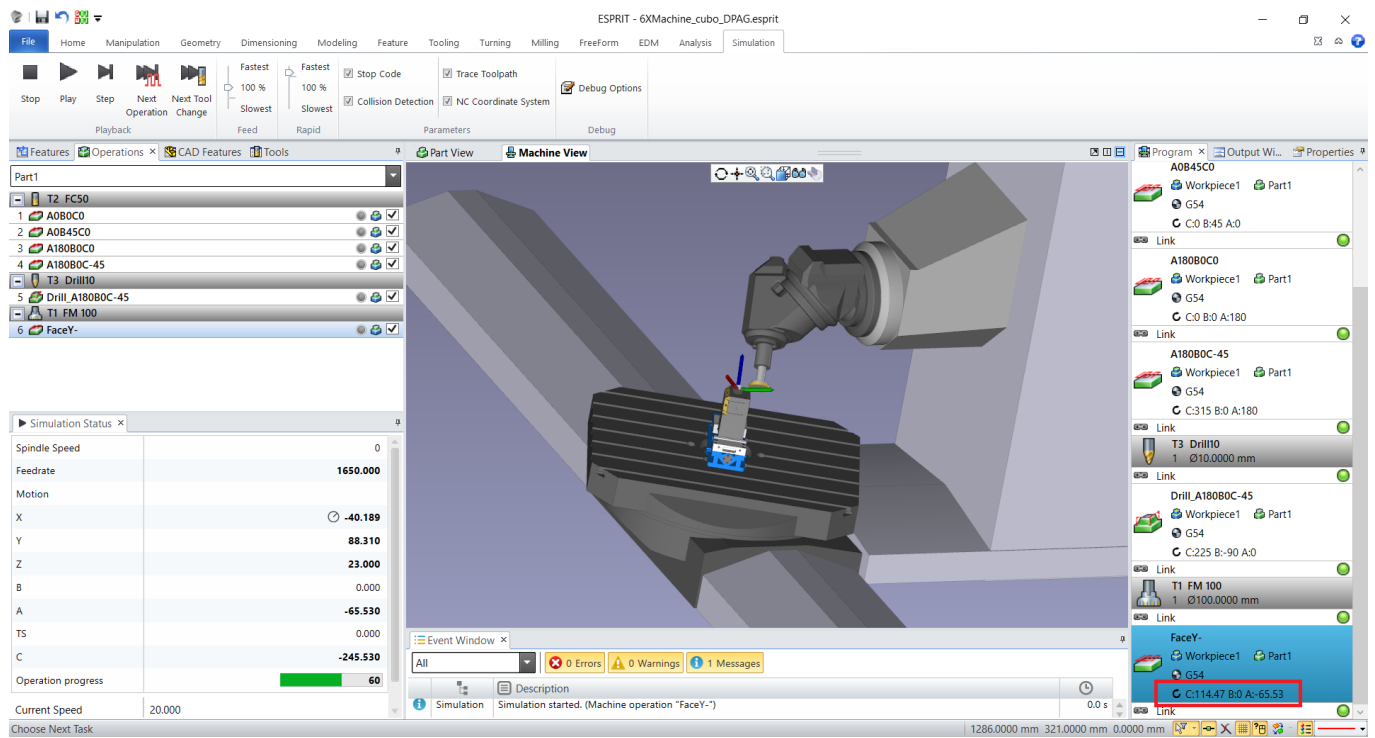 ESPRIT - 6XMachine_cubo_DPAG.esprit
File Home Manipulation Geometry Dimensioning Modeling Feature Tooling Turning Milling FreeForm EDM Analysis Simulation
Stop
Play
Step
Next Operation
Next Tool Change
Playback
Fastest
100 %
Slowest
Feed
Fastest
100 %
Slowest
Rapid
Stop Code
Trace Toolpath
Collision Detection
NC Coordinate System
Parameters
Debug Options
Debug
Features Operations CAD Features Tools
Part1
T2 FC50
1 A0B0C0
2 A0B45C0
3 A180B0C0
4 A180B0C-45
T3 Drill10
5 Drill_A180B0C-45
T1 FM 100
6 FaceY-
Simulation Status
Spindle Speed 0
Feedrate 1650.000
Motion
X -40.189
Y 88.310
Z 23.000
B 0.000
A -65.530
TS 0.000
C -245.530
Operation progress 60
Current Speed 20.000
Part View Machine View
Event Window
All 0 Errors 0 Warnings 1 Messages
Description
Simulation Simulation started. (Machine operation "FaceY-") 0.0 s
Program Output Wi... Properties
A0B45C0
Workpiece1 Part1
G54
C:0 B:45 A:0
Link
A180B0C0
Workpiece1 Part1
G54
C:0 B:0 A:180
Link
A180B0C-45
Workpiece1 Part1
G54
C:315 B:0 A:180
Link
T3 Drill10
1 Ø10.0000 mm
Link
Drill_A180B0C-45
Workpiece1 Part1
G54
C:225 B:-90 A:0
Link
T1 FM 100
1 Ø100.0000 mm
Link
FaceY-
Workpiece1 Part1
G54
C:114.47 B:0 A:-65.53
Link
Choose Next Task 1286.0000 mm 321.0000 mm 0.0000 mm